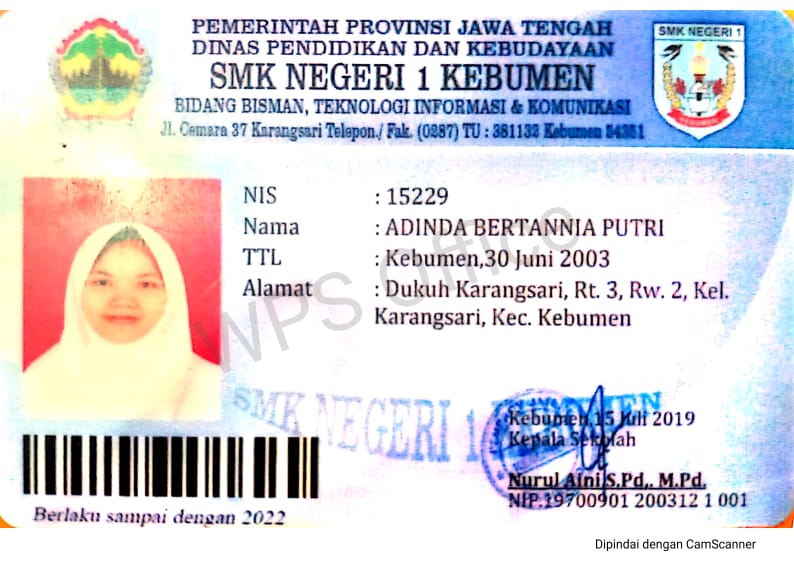 PEMERINTAH PROVINSI JAWA TENGAH
DINAS PENDIDIKAN DAN KEBUDAYAAN
SMK NEGERI 1 KEBUMEN
BIDANG BISMAN, TEKNOLOGI INFORMASI & KOMUNIKASI
Jl. Cemara 37 Karangsari Telepon./ Fak. (0287) TU : 381132 Kebumen 54351
SMK NEGERI 1
KEBUMEN
NIS : 15229
Nama : ADINDA BERTANNIA PUTRI
TTL : Kebumen,30 Juni 2003
Alamat : Dukuh Karangsari, Rt. 3, Rw. 2, Kel.
Karangsari, Kec. Kebumen
WPS Office
SMK NEGERI 1 KEBUMEN
Kebumen,15 Juli 2019
Kepala Sekolah
Nurul Aini S.Pd., M.Pd.
NIP.19700901 200312 1 001
Berlaku sampai dengan 2022
Dipindai dengan CamScanner